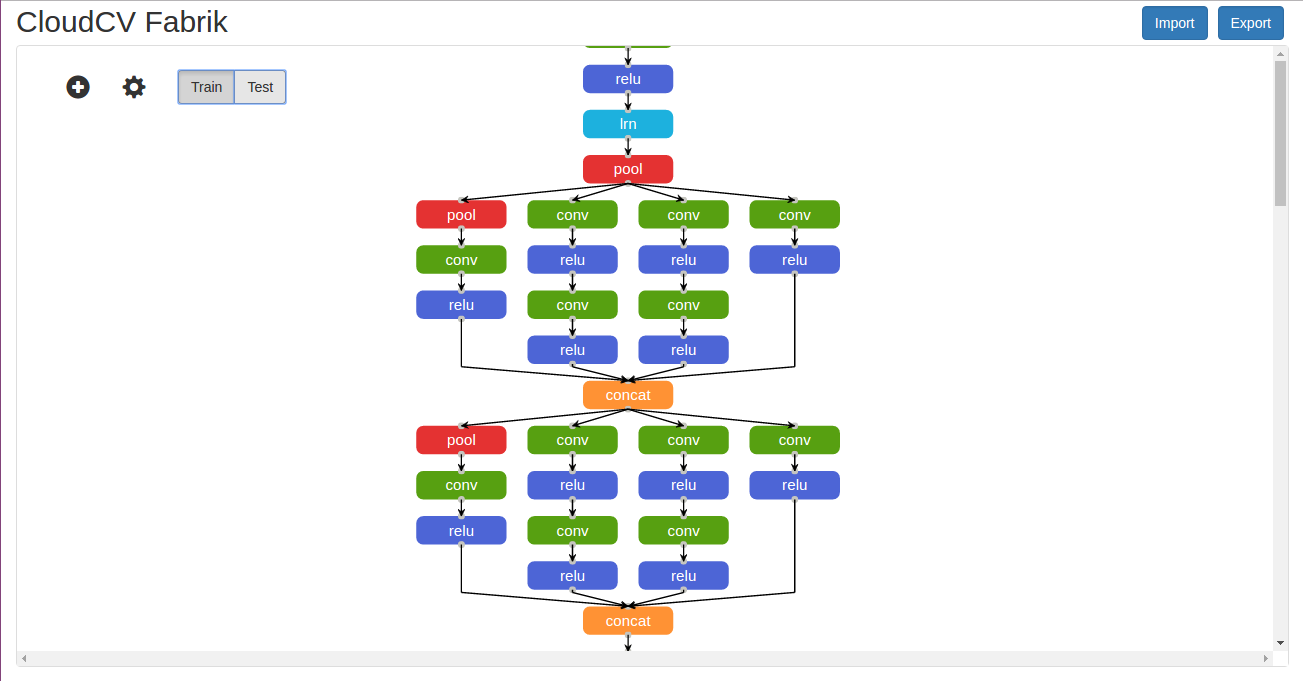 CloudCV Fabrik
Import Export
Train Test
relu
lrn
pool
pool conv conv conv
conv relu relu relu
relu conv conv
relu relu
concat
pool conv conv conv
conv relu relu relu
relu conv conv
relu relu
concat